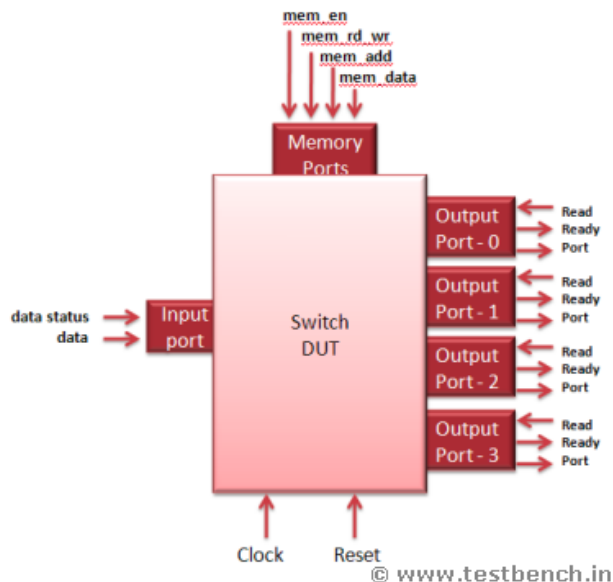 mem_en
mem_rd_wr
mem_add
mem_data
Memory
Ports
Output
Port - 0
Read
Ready
Port
Output
Port - 1
Read
Ready
Port
data status
data
Input
port
Switch
DUT
Output
Port - 2
Read
Ready
Port
Output
Port - 3
Read
Ready
Port
Clock
Reset
© www.testbench.in